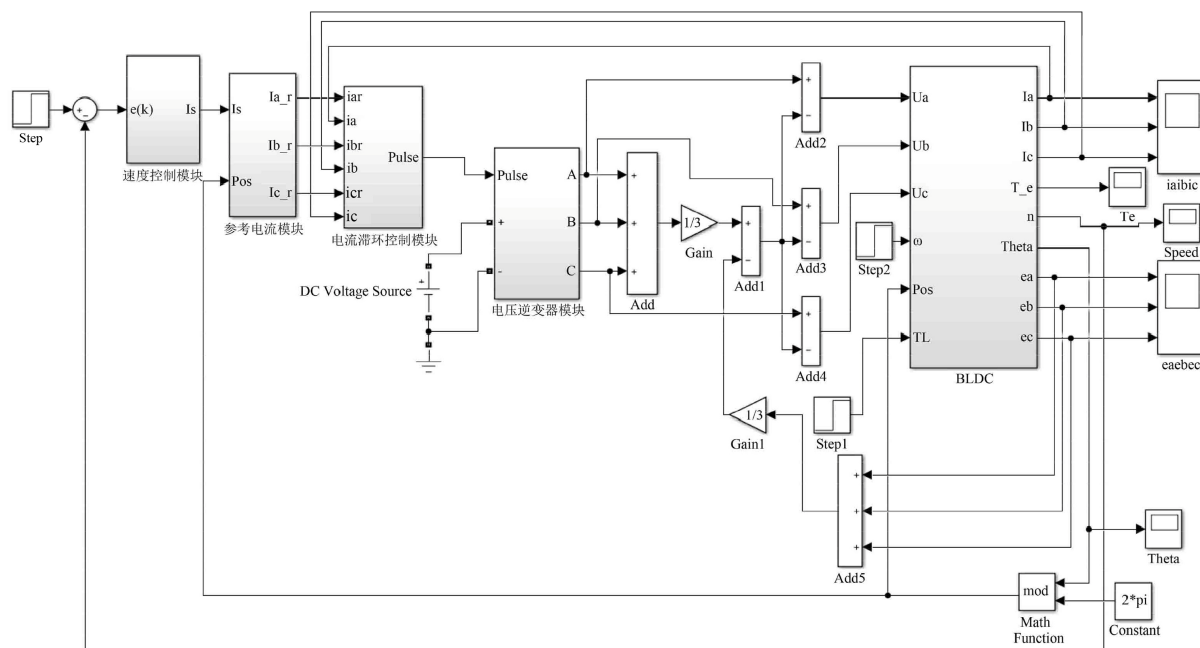 Step
+
−
e(k)
Is
速度控制模块
Is
Pos
Ia_r
Ib_r
Ic_r
参考电流模块
iar
ia
ibr
ib
icr
ic
Pulse
电流滞环控制模块
DC Voltage Source
+
Pulse
+
-
A
B
C
电压逆变器模块
+
+
+
Add
1/3
Gain
+
−
Add1
+
−
Add2
+
−
Add3
+
−
Add4
1/3
Gain1
Step2
Step1
Ua
Ub
Uc
ω
Pos
TL
Ia
Ib
Ic
T_e
n
Theta
ea
eb
ec
BLDC
iaibic
Te
Speed
eaebec
+
+
+
Add5
Theta
mod
Math
Function
2*pi
Constant